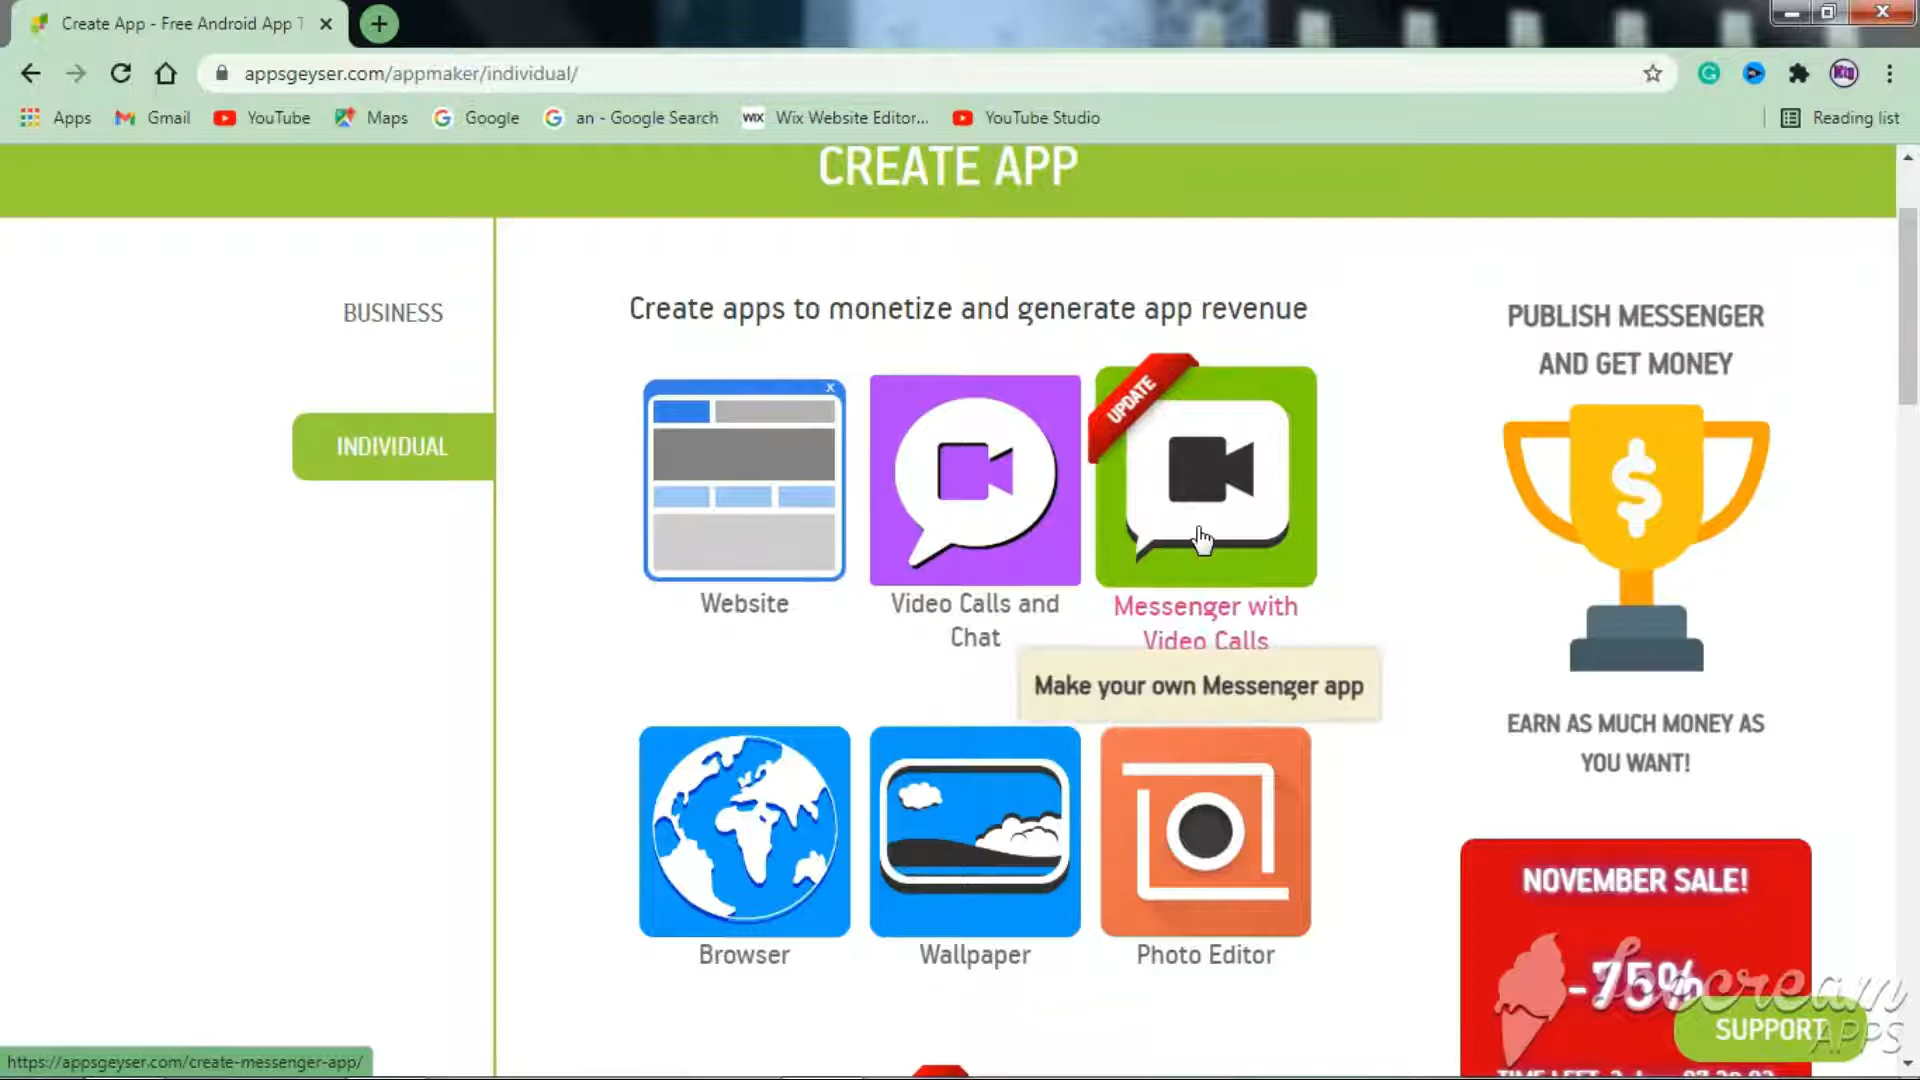 Create App - Free Android App T
appsgeyser.com/appmaker/individual/
Apps
Gmail
YouTube
Maps
Google
an - Google Search
WIX
Wix Website Editor...
YouTube Studio
Reading list
CREATE APP
BUSINESS
INDIVIDUAL
Create apps to monetize and generate app revenue
UPDATE
Website
Video Calls and
Chat
Messenger with
Video Calls
Make your own Messenger app
Browser
Wallpaper
Photo Editor
PUBLISH MESSENGER
AND GET MONEY
$
EARN AS MUCH MONEY AS
YOU WANT!
NOVEMBER SALE!
-75%
Icecream
APPS
SUPPORT
https://appsgeyser.com/create-messenger-app/